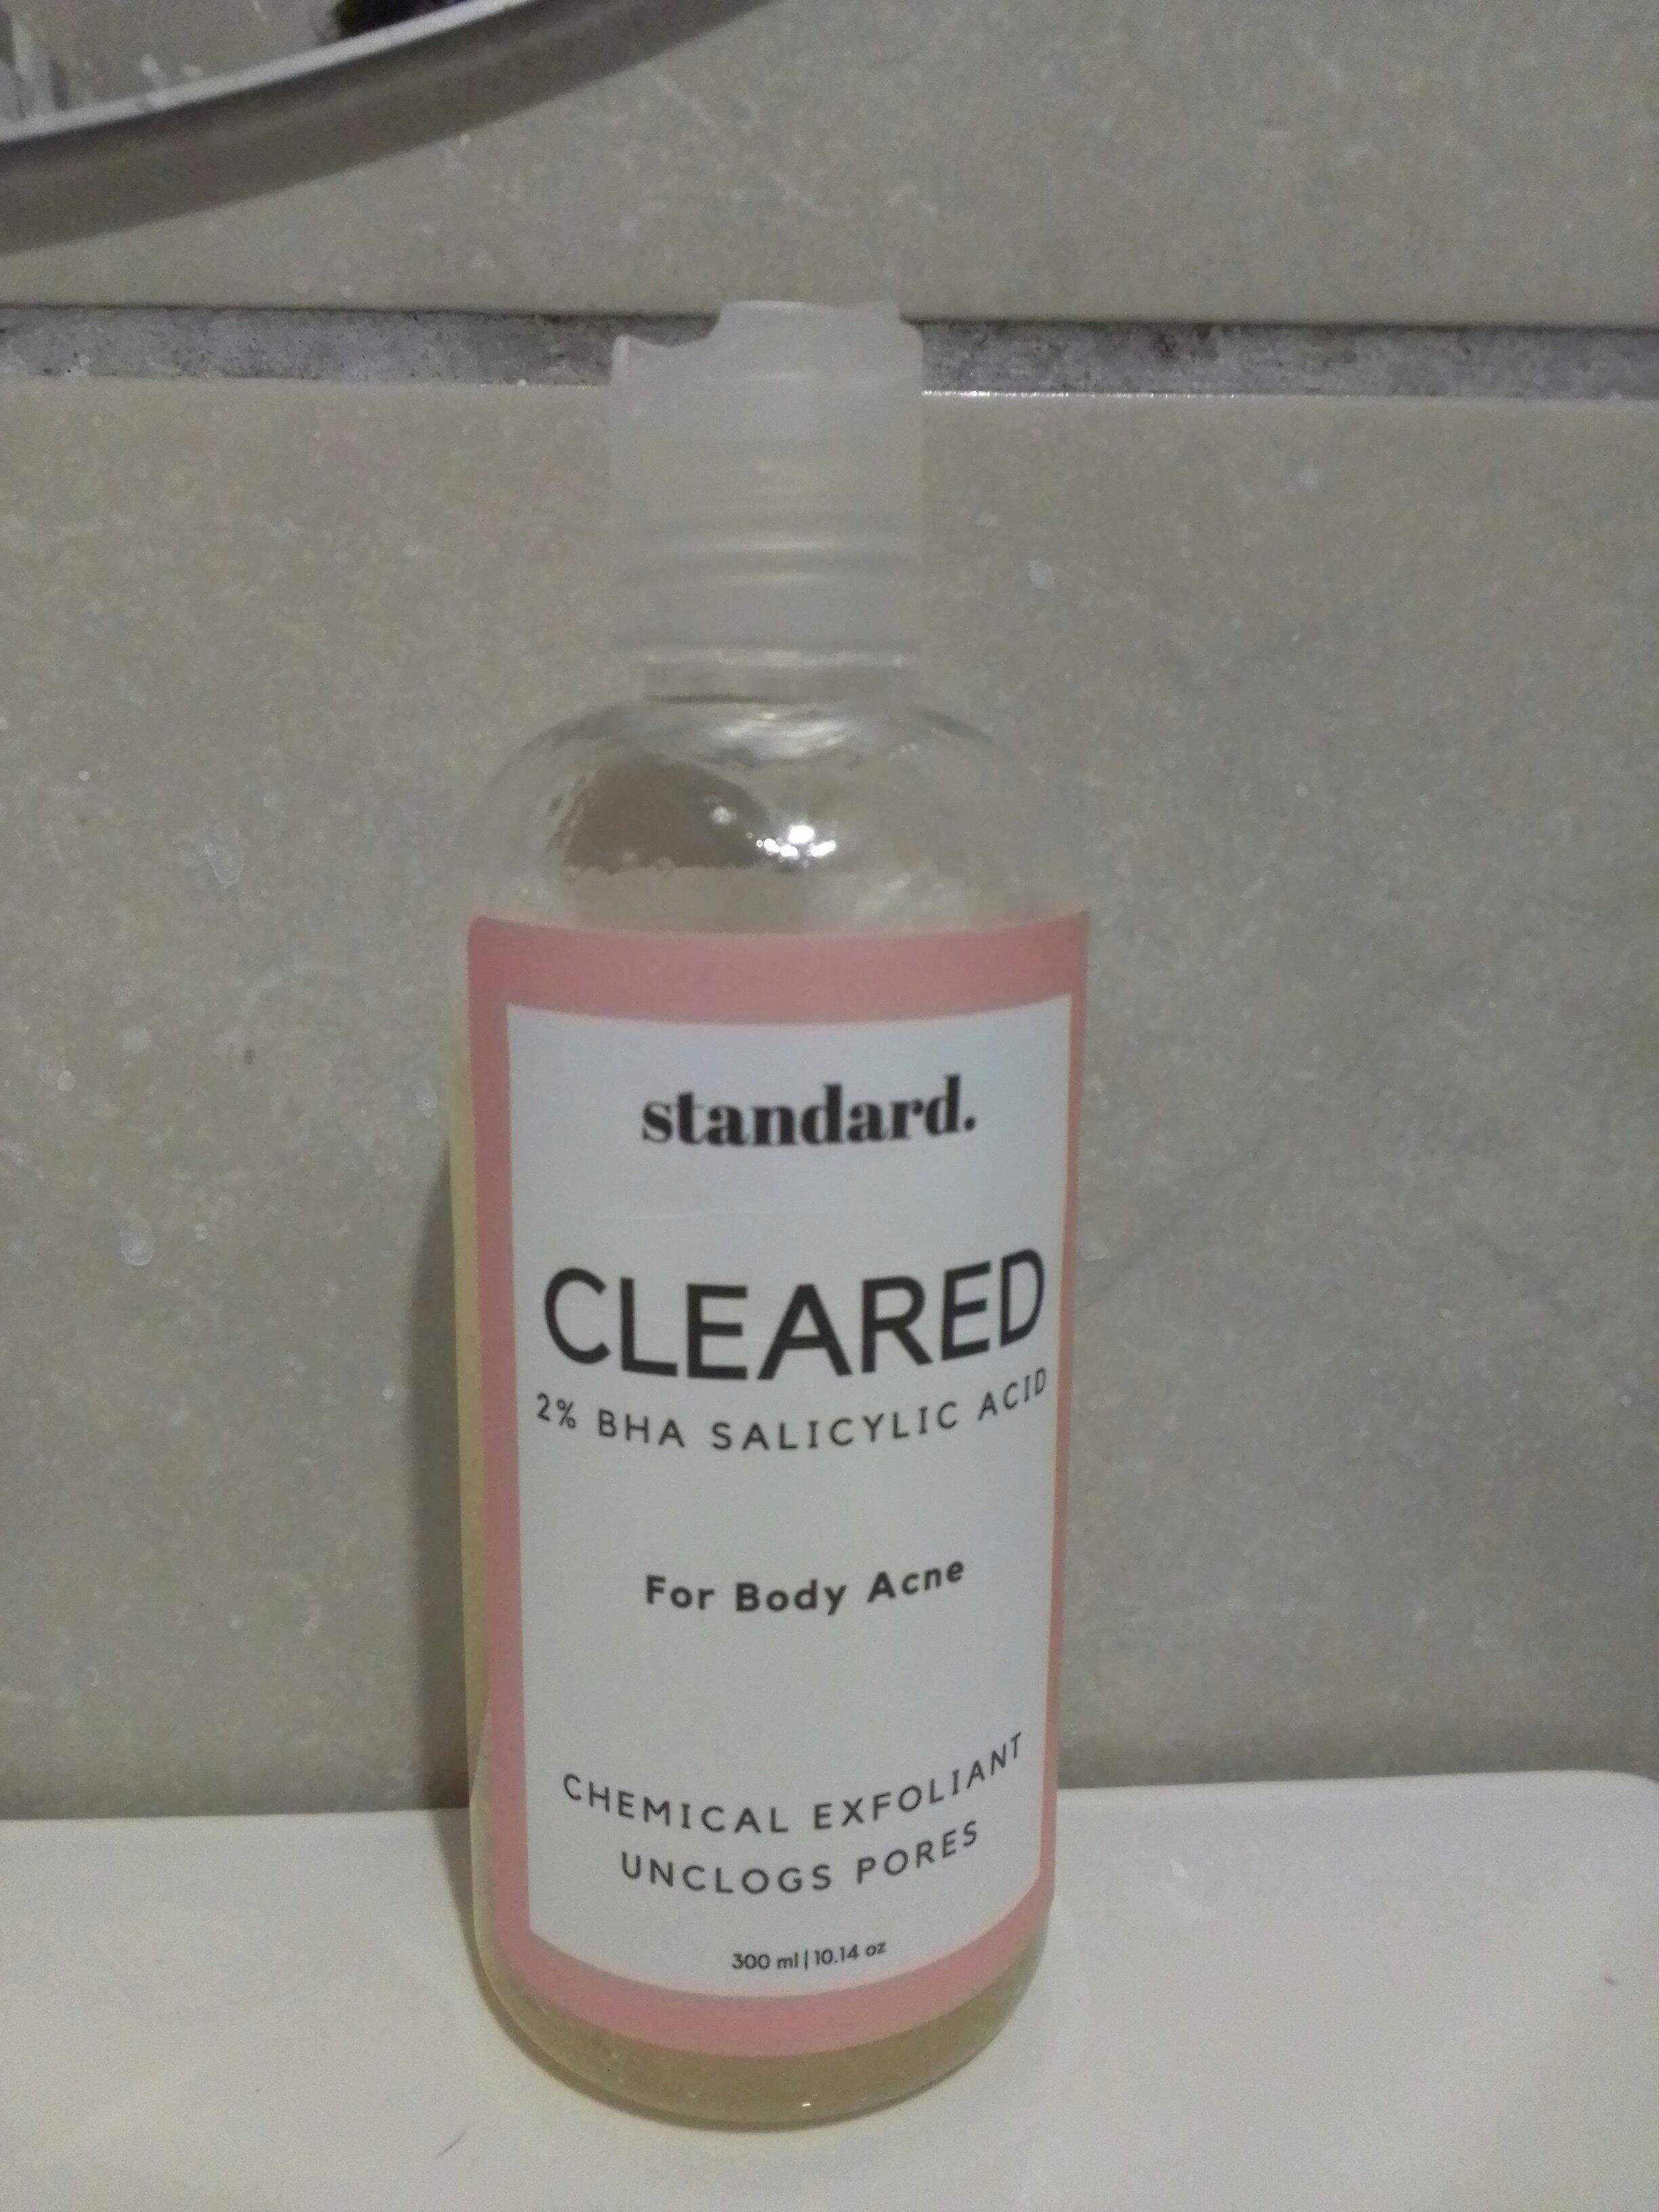 standard.
CLEARED
2% BHA SALICYLIC ACID
For Body Acne
CHEMICAL EXFOLIANT
UNCLOGS PORES
300 ml | 10.14 oz